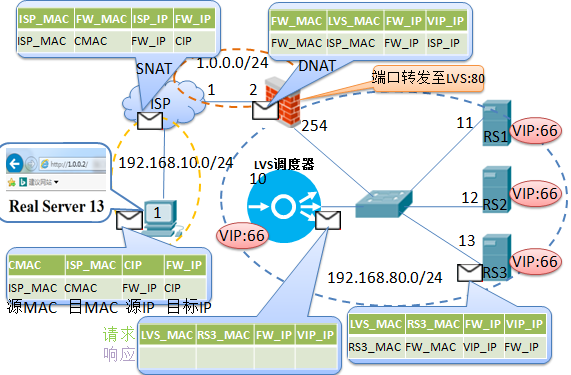 ISP_MAC FW_MAC ISP_IP FW_IP
ISP_MAC CMAC FW_IP CIP
FW_MAC LVS_MAC FW_IP VIP_IP
FW_MAC ISP_MAC FW_IP ISP_IP
SNAT
1.0.0.0/24
DNAT
端口转发至LVS:80
ISP
1
2
254
11
RS1
VIP:66
192.168.10.0/24
LVS调度器
10
http://1.0.0.2/
建议网站
Real Server 13
1
12
RS2
VIP:66
VIP:66
VIP:66
13
RS3
192.168.80.0/24
CMAC ISP_MAC CIP FW_IP
ISP_MAC CMAC FW_IP CIP
源MAC 目MAC 源IP 目标IP
请求
响应
LVS_MAC RS3_MAC FW_IP VIP_IP
LVS_MAC RS3_MAC FW_IP VIP_IP
RS3_MAC FW_MAC VIP_IP FW_IP